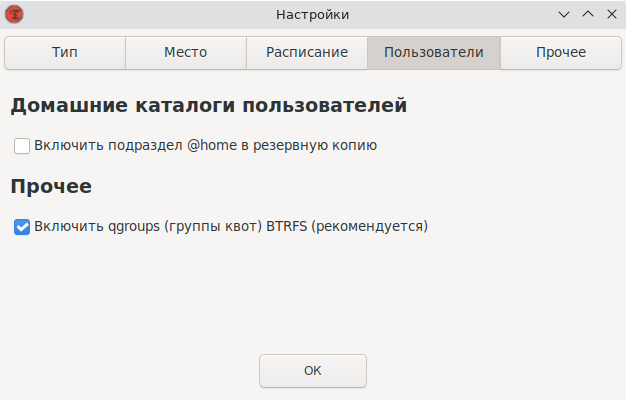 Настройки
Тип
Место
Расписание
Пользователи
Прочее
Домашние каталоги пользователей
Включить подраздел @home в резервную копию
Прочее
Включить qgroups (группы квот) BTRFS (рекомендуется)
ОК